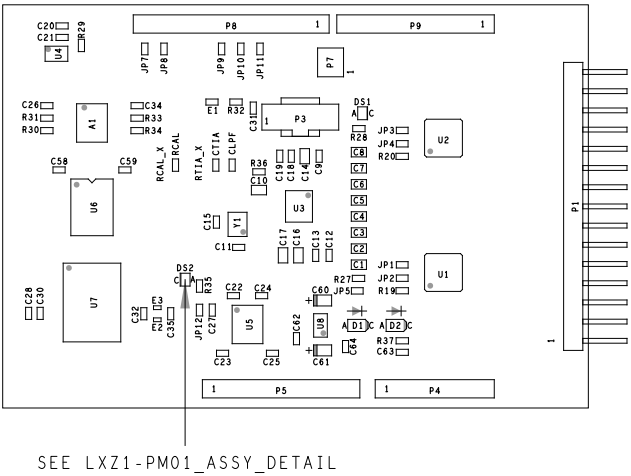 P8 1
1 P9
C20
C21
R29
U4
JP7
JP8
JP9
JP10
JP11
P7
1
C26
R31
R30
A1
C34
R33
R34
E1
R32
C31
1
P3
DS1
A C
R28
JP3
JP4
R20
U2
C58
C59
RCAL_X
RCAL
RTIA_X
CTIA
CLPF
R36
C10
C19
C18
C14
C9
C8
C7
C6
C5
C4
C3
C2
C1
U6
C15
Y1
C11
U3
C17
C16
C13
C12
P1
DS2
C A
R35
R27
JP5
JP1
JP2
R19
U1
U7
C28
C30
C32
E3
E2
C35
JP12
C27
C22
C24
U5
C23
C25
C62
C60
+
U8
+
C61
A D1 C
A D2 C
C64
R37
C63
1
1 P5
1 P4
SEE LXZ1-PM01_ASSY_DETAIL